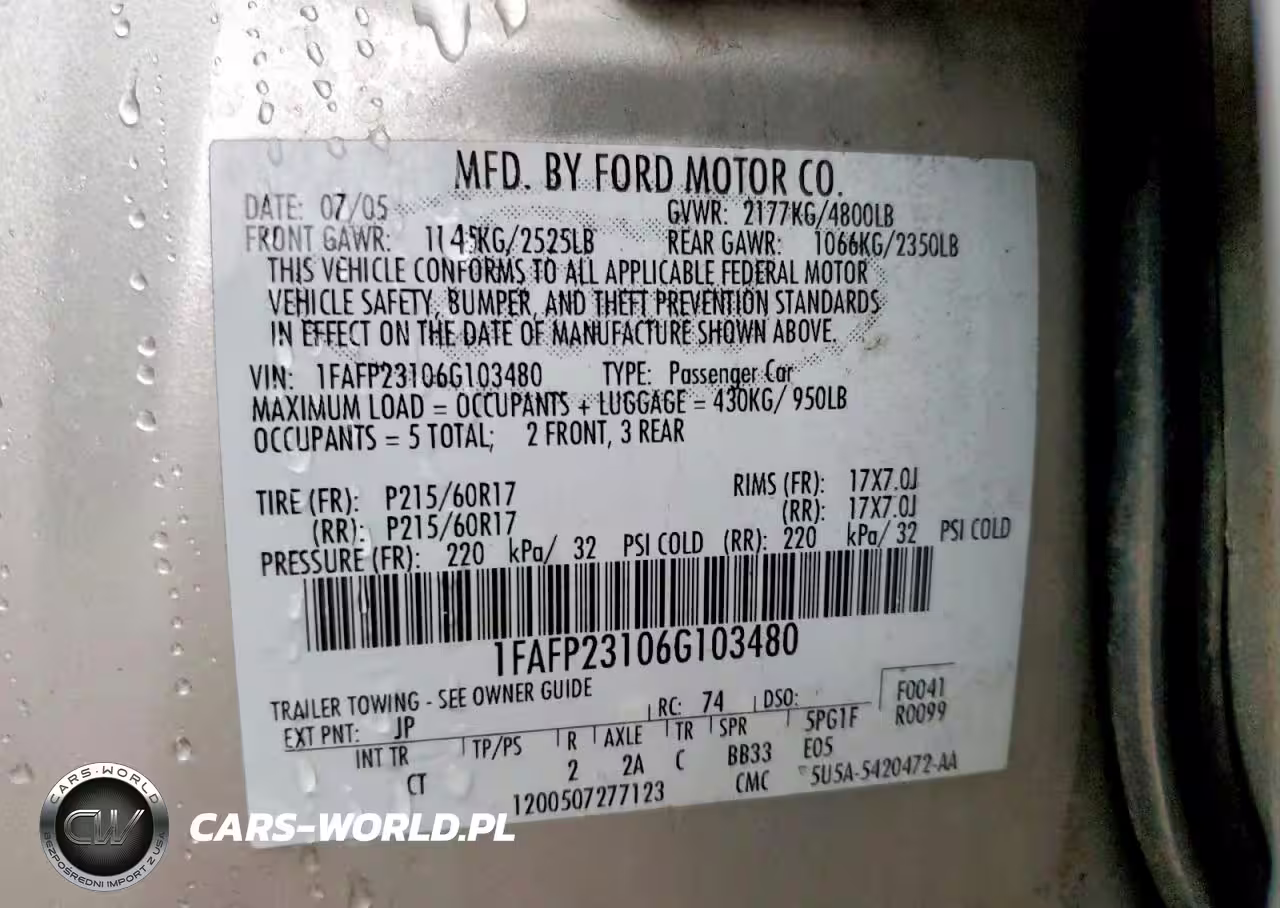 MFD. BY FORD MOTOR CO.
DATE: 07/05 GVWR: 2177KG/4800LB
FRONT GAWR: 1145KG/2525LB REAR GAWR: 1066KG/2350LB
THIS VEHICLE CONFORMS TO ALL APPLICABLE FEDERAL MOTOR
VEHICLE SAFETY, BUMPER, AND THEFT PREVENTION STANDARDS
IN EFFECT ON THE DATE OF MANUFACTURE SHOWN ABOVE.
VIN: 1FAFP23106G103480 TYPE: Passenger Car
MAXIMUM LOAD = OCCUPANTS + LUGGAGE = 430KG/ 950LB
OCCUPANTS = 5 TOTAL; 2 FRONT, 3 REAR
TIRE (FR): P215/60R17 RIMS (FR): 17X7.0J
(RR): P215/60R17 (RR): 17X7.0J
PRESSURE (FR): 220 kPa/ 32 PSI COLD (RR): 220 kPa/ 32 PSI COLD
1FAFP23106G103480
TRAILER TOWING - SEE OWNER GUIDE
EXT PNT: JP RC: 74 DSO: F0041
INT TR TP/PS R AXLE TR SPR 5PG1F R0099
CT 2 2A C BB33 E05
1200507277123 CMC 5U5A-5420472-AA
CARS-WORLD
CW
BEZPOŚREDNI IMPORT Z USA
CARS-WORLD.PL